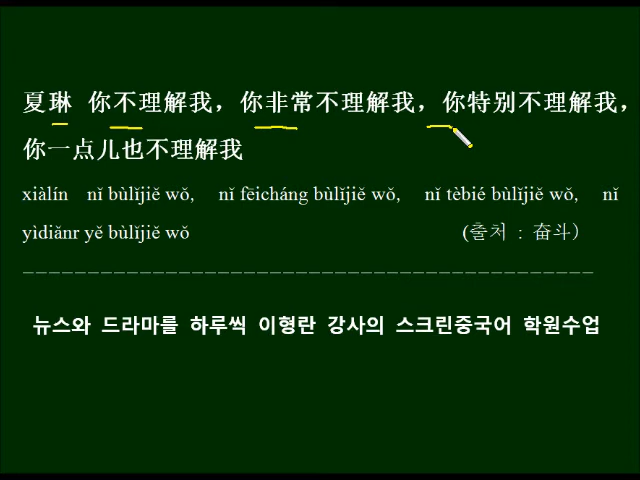 夏琳 你不理解我，你非常不理解我，你特别不理解我，
你一点儿也不理解我
xiàlín nǐ bùlǐjiě wǒ, nǐ fēicháng bùlǐjiě wǒ, nǐ tèbié bùlǐjiě wǒ, nǐ
yìdiǎnr yě bùlǐjiě wǒ (출처 : 奋斗)
뉴스와 드라마를 하루씩 이형란 강사의 스크린중국어 학원수업